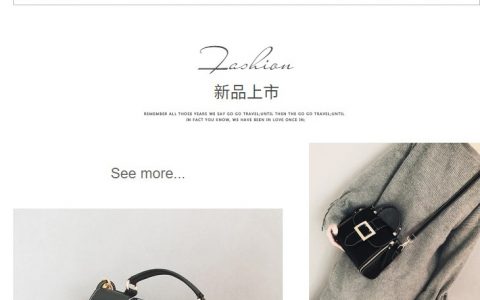 Fashion
新品上市
REMEMBER ALL THOSE YEARS WE SAY GO GO TRAVEL;UNTIL THEN THE GO GO TRAVEL;UNTIL
IN FACT YOU KNOW, WE HAVE BEEN IN LOVE ONCE IN;
See more...